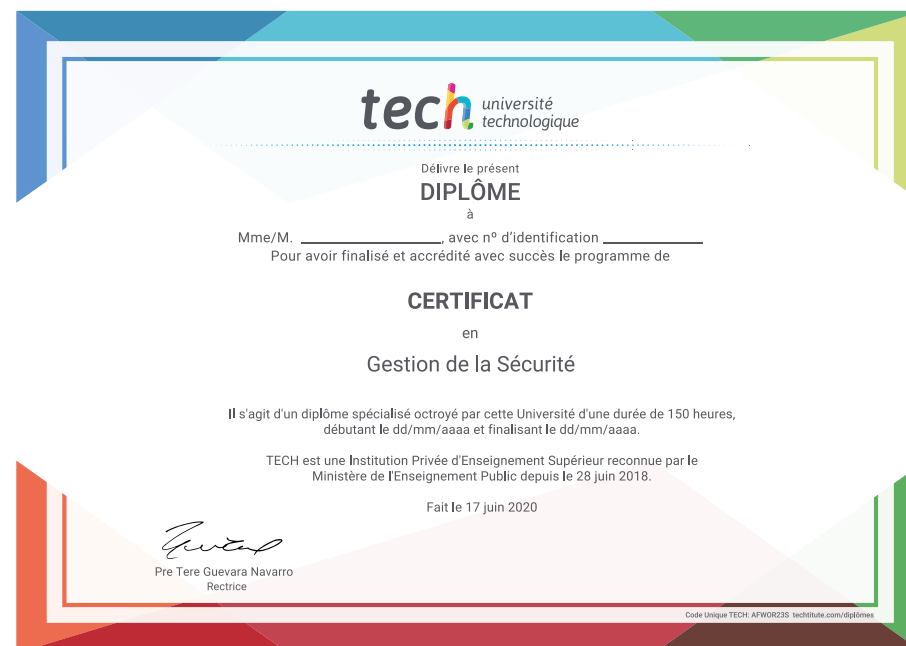 tech université
technologique
Délivre le présent
DIPLÔME
à
Mme/M. ____________________, avec nº d'identification ______________
Pour avoir finalisé et accrédité avec succès le programme de
CERTIFICAT
en
Gestion de la Sécurité
Il s'agit d'un diplôme spécialisé octroyé par cette Université d'une durée de 150 heures,
débutant le dd/mm/aaaa et finalisant le dd/mm/aaaa.
TECH est une Institution Privée d'Enseignement Supérieur reconnue par le
Ministère de l'Enseignement Public depuis le 28 juin 2018.
Fait le 17 juin 2020
Pre Tere Guevara Navarro
Rectrice
Code Unique TECH: AFWOR23S techtitute.com/diplômes